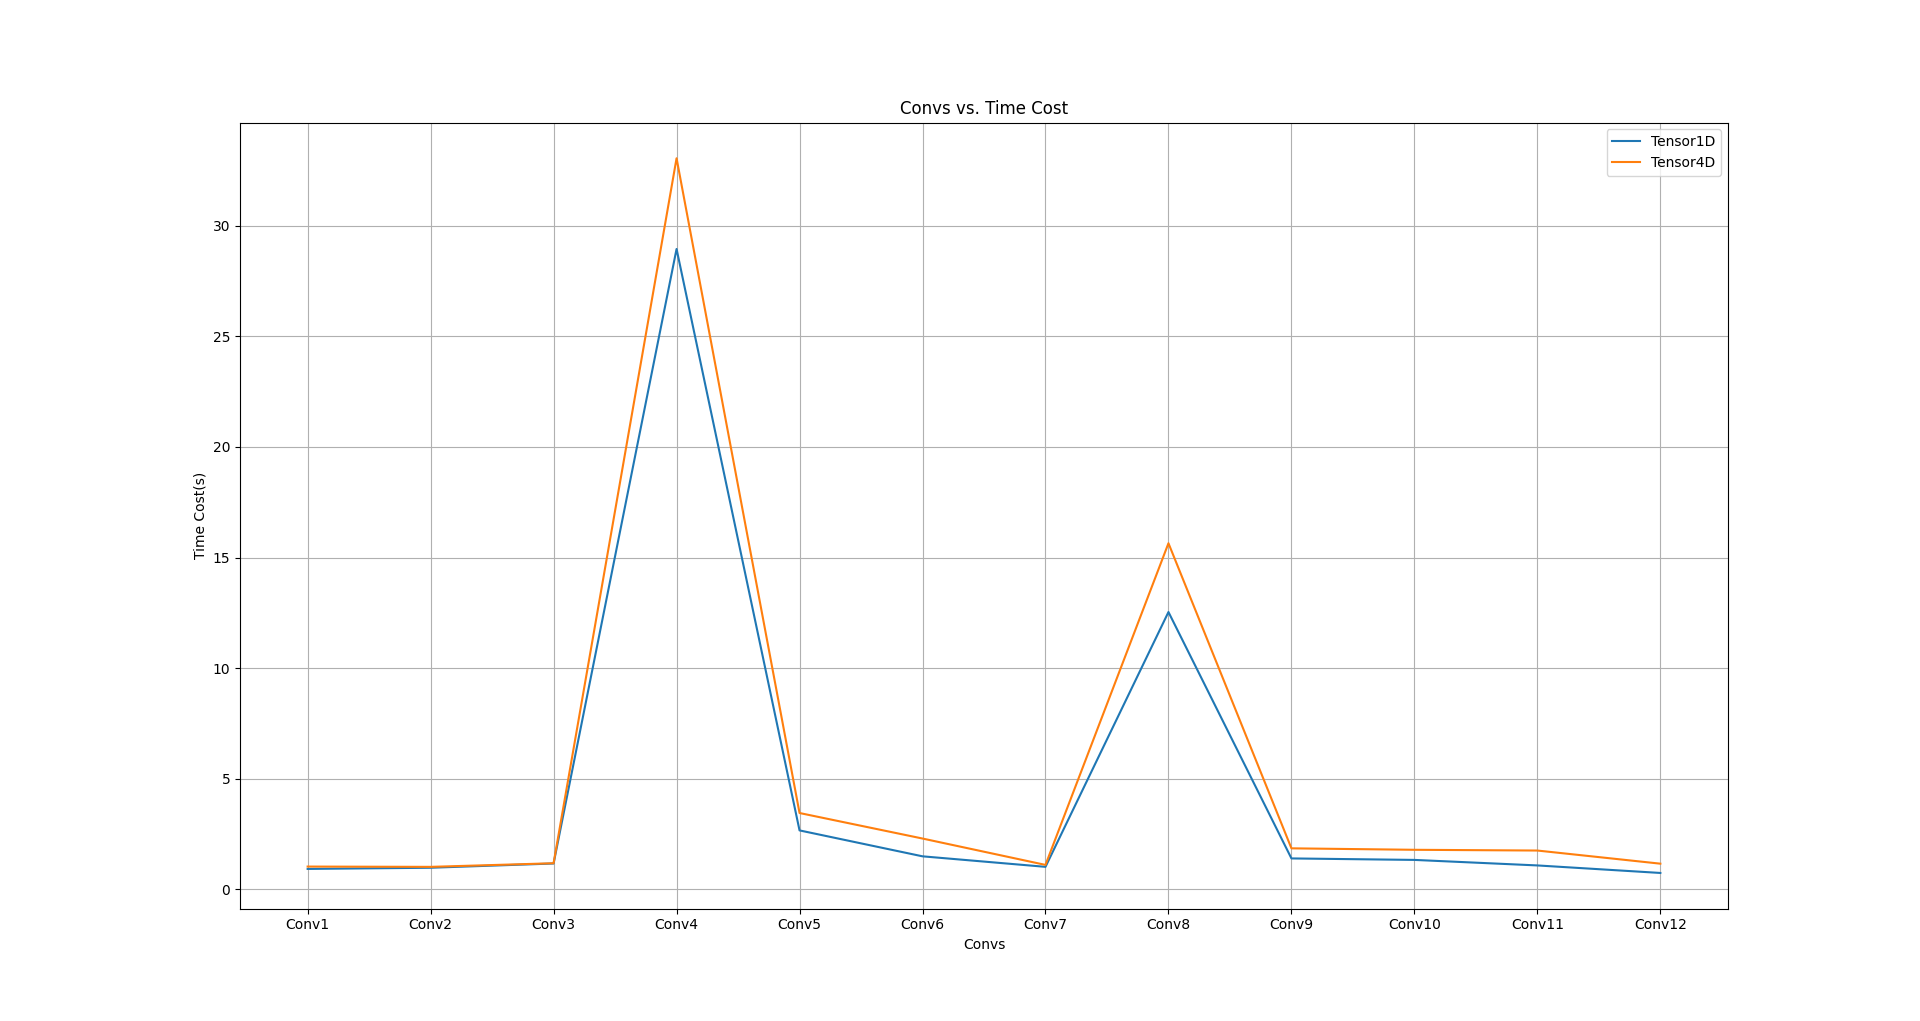 Convs vs. Time Cost
Tensor1D
Tensor4D
30
25
20
15
10
5
0
Time Cost(s)
Conv1 Conv2 Conv3 Conv4 Conv5 Conv6 Conv7 Conv8 Conv9 Conv10 Conv11 Conv12
Convs